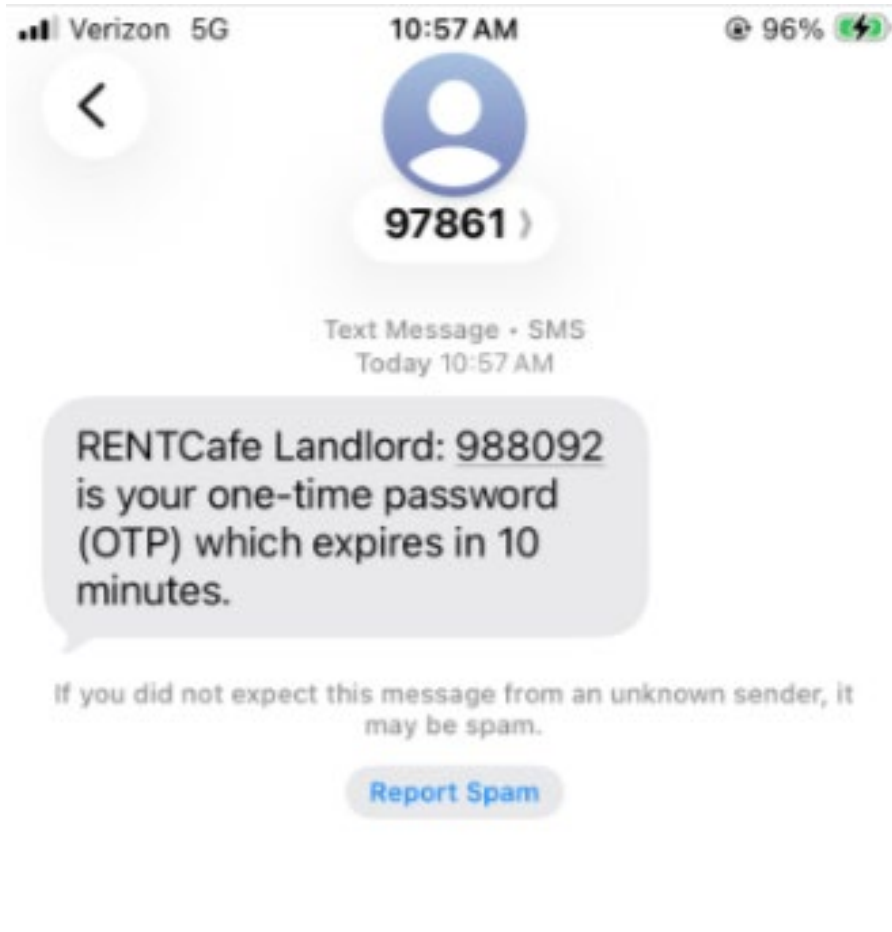 Verizon 5G 10:57 AM 96%
97861
Text Message • SMS
Today 10:57 AM
RENTCafe Landlord: 988092
is your one-time password
(OTP) which expires in 10
minutes.
If you did not expect this message from an unknown sender, it
may be spam.
Report Spam